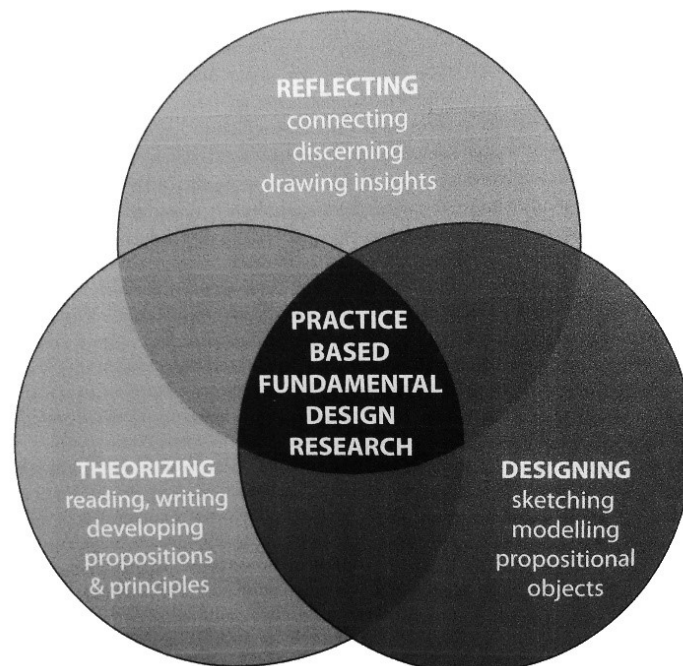 REFLECTING
connecting
discerning
drawing insights
PRACTICE
BASED
FUNDAMENTAL
DESIGN
RESEARCH
THEORIZING
reading, writing
developing
propositions
& principles
DESIGNING
sketching
modelling
propositional
objects